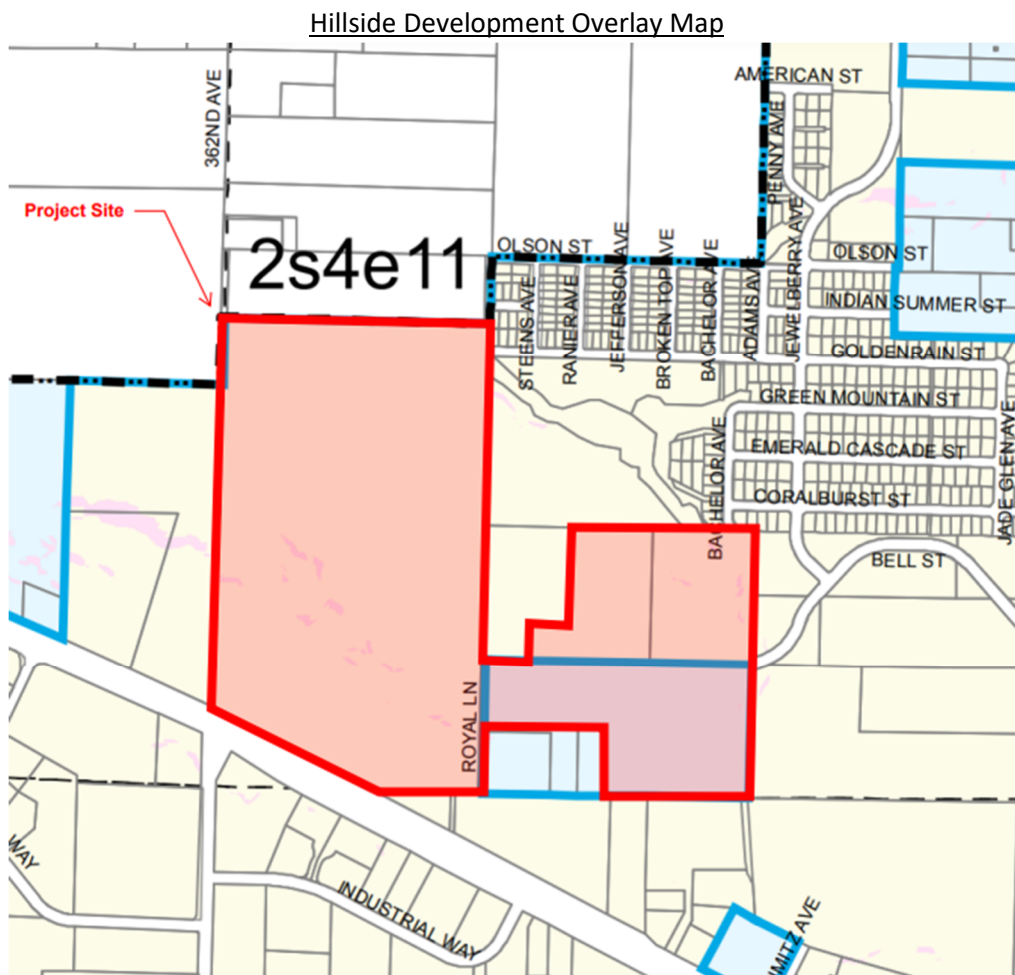 Hillside Development Overlay Map
AMERICAN ST
362ND AVE
PENNY AVE
Project Site
2s4e11
OLSON ST
OLSON ST
STEENS AVE
RANIER AVE
JEFFERSON AVE
BROKEN TOP AVE
BACHELOR AVE
ADAMS AVE
JEWELBERRY AVE
INDIAN SUMMER ST
GOLDENRAIN ST
GREEN MOUNTAIN ST
BACHELOR AVE
EMERALD CASCADE ST
JADE GLEN AVE
CORALBURST ST
BELL ST
ROYAL LN
WAY
INDUSTRIAL WAY
UMITZ AVE